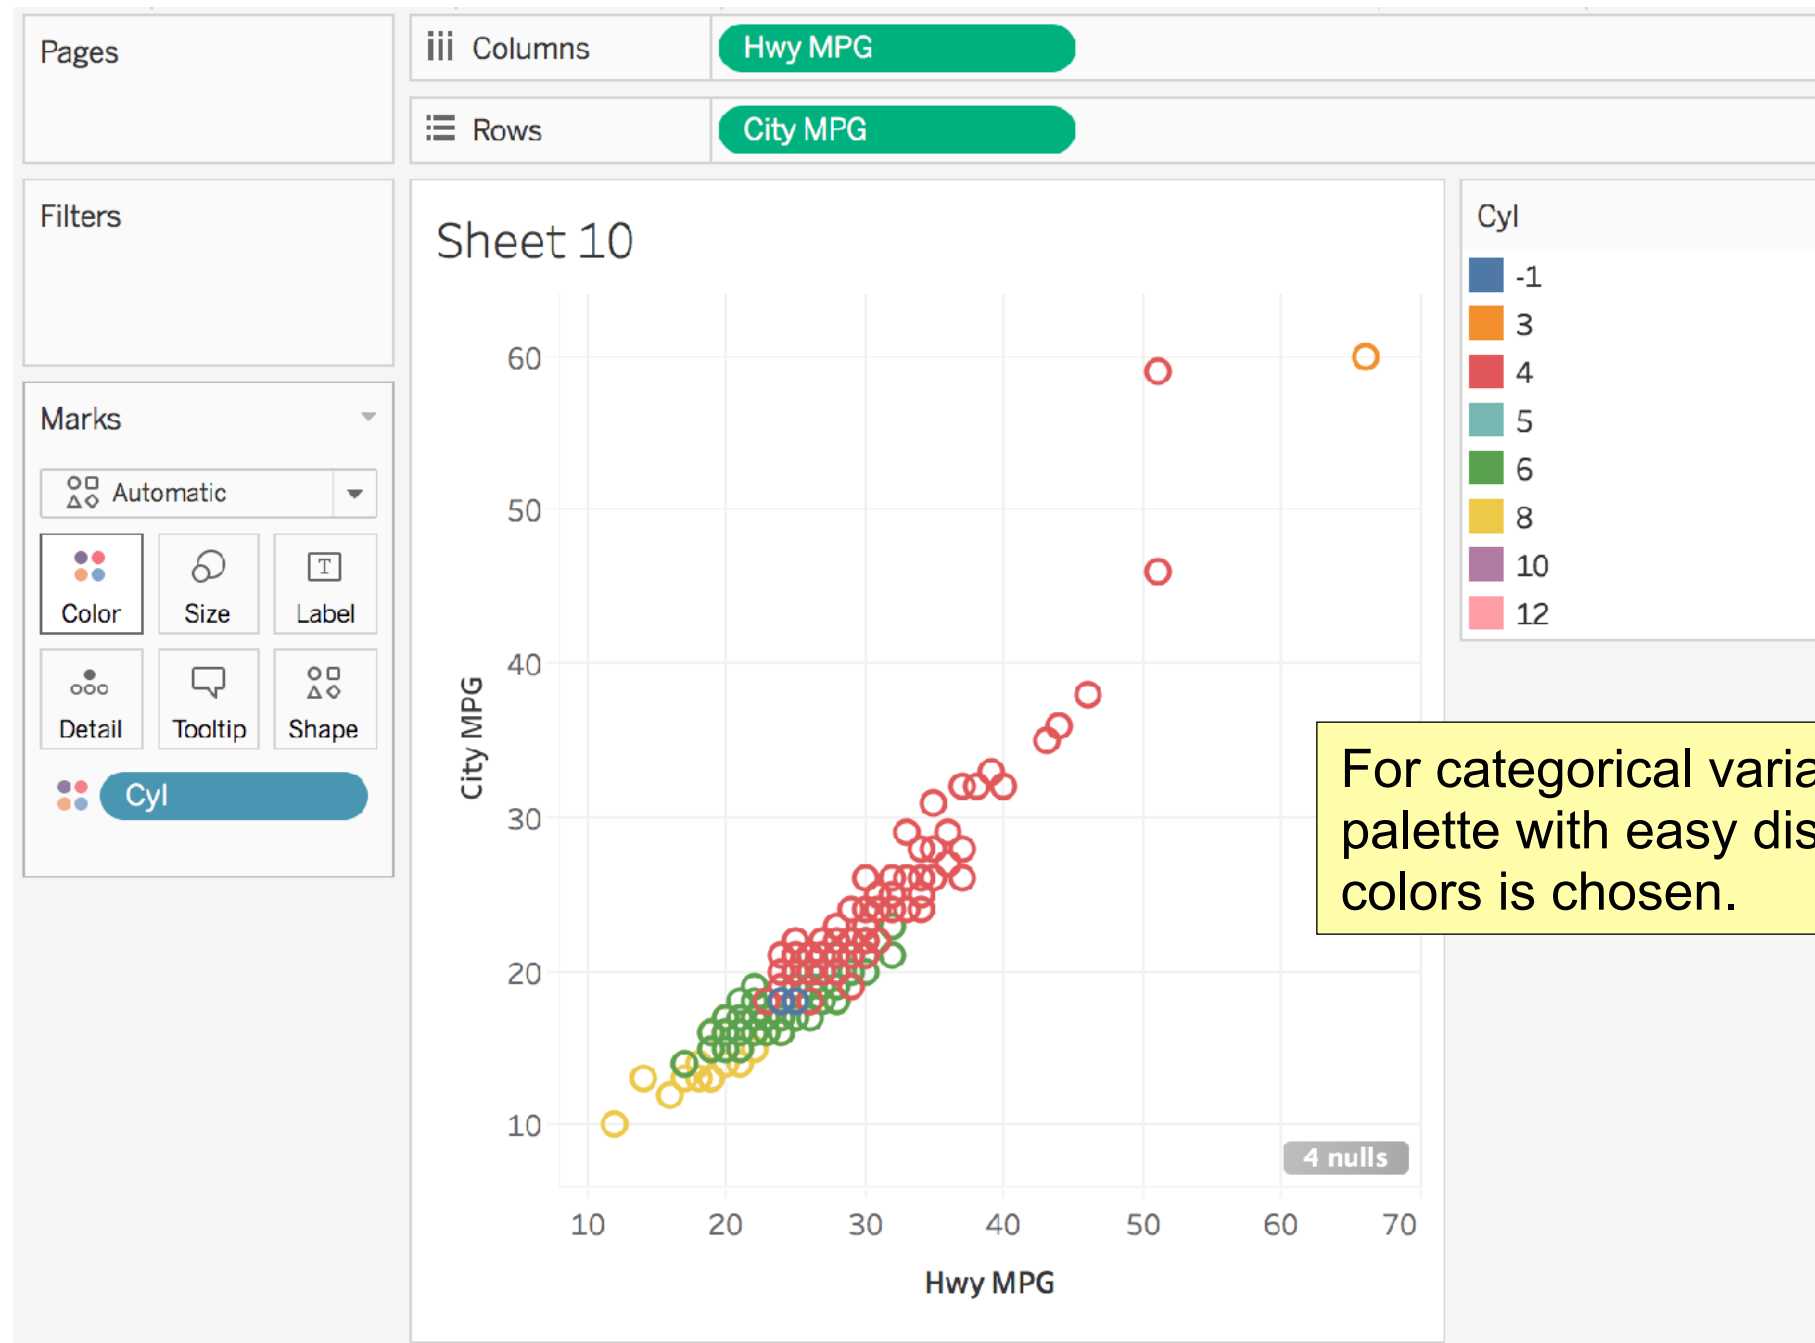 Pages
Columns
Hwy MPG
Rows
City MPG
Filters
Marks
Automatic
Color
Size
T
Label
Detail
Tooltip
Shape
Cyl
Sheet 10
60
50
40
30
20
10
City MPG
10
20
30
40
50
60
70
Hwy MPG
4 nulls
Cyl
-1
3
4
5
6
8
10
12
For categorical
palette with easy
colors is chosen.